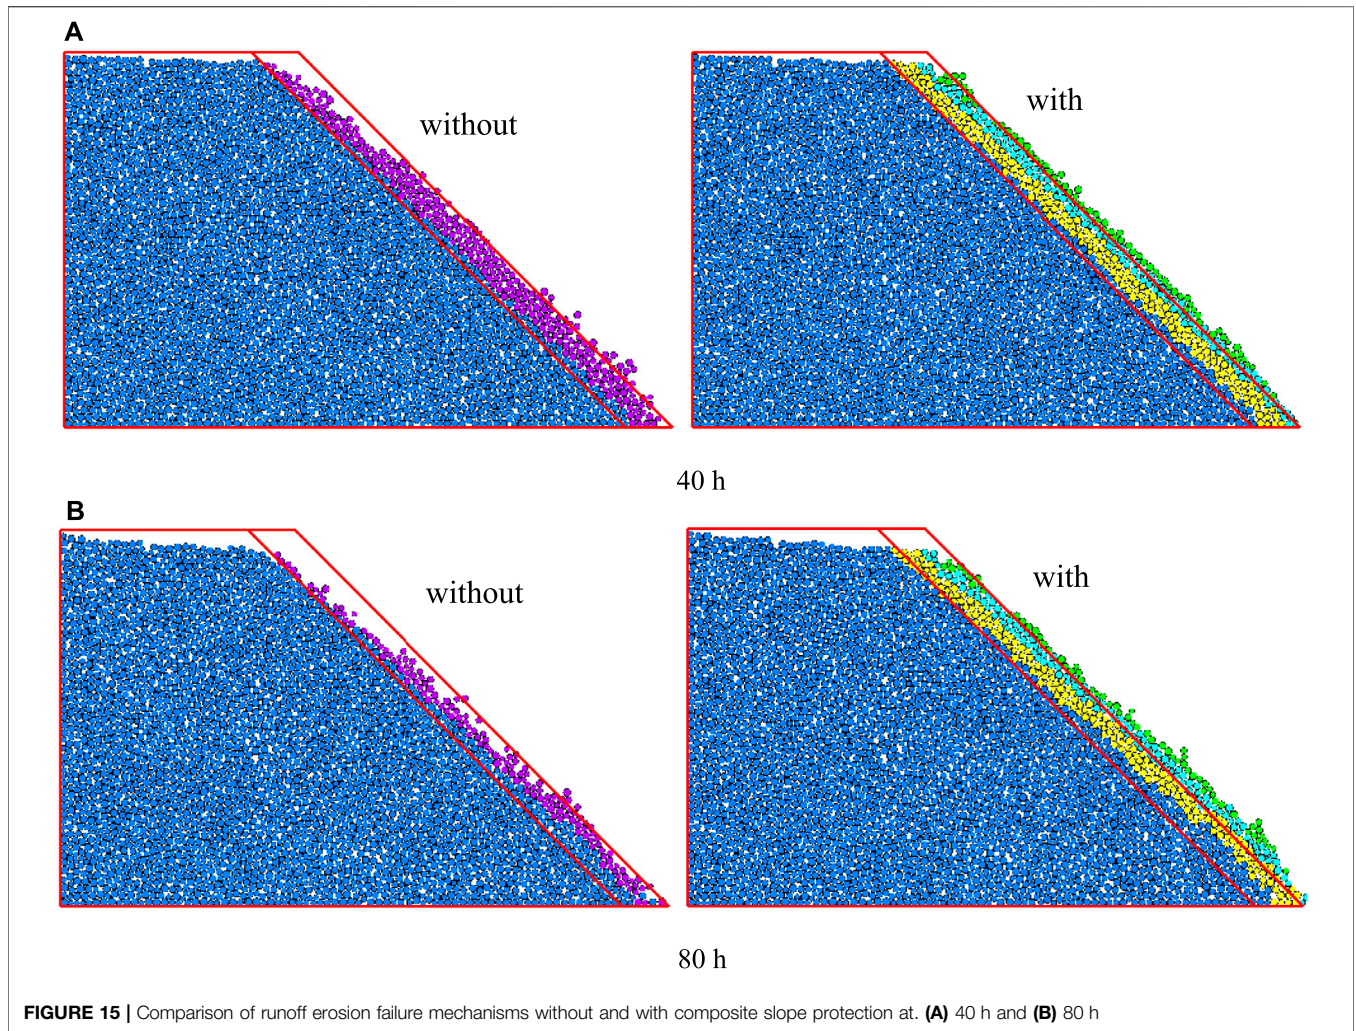 A
without
with
40 h
B
without
with
80 h
FIGURE 15 | Comparison of runoff erosion failure mechanisms without and with composite slope protection at. (A) 40 h and (B) 80 h